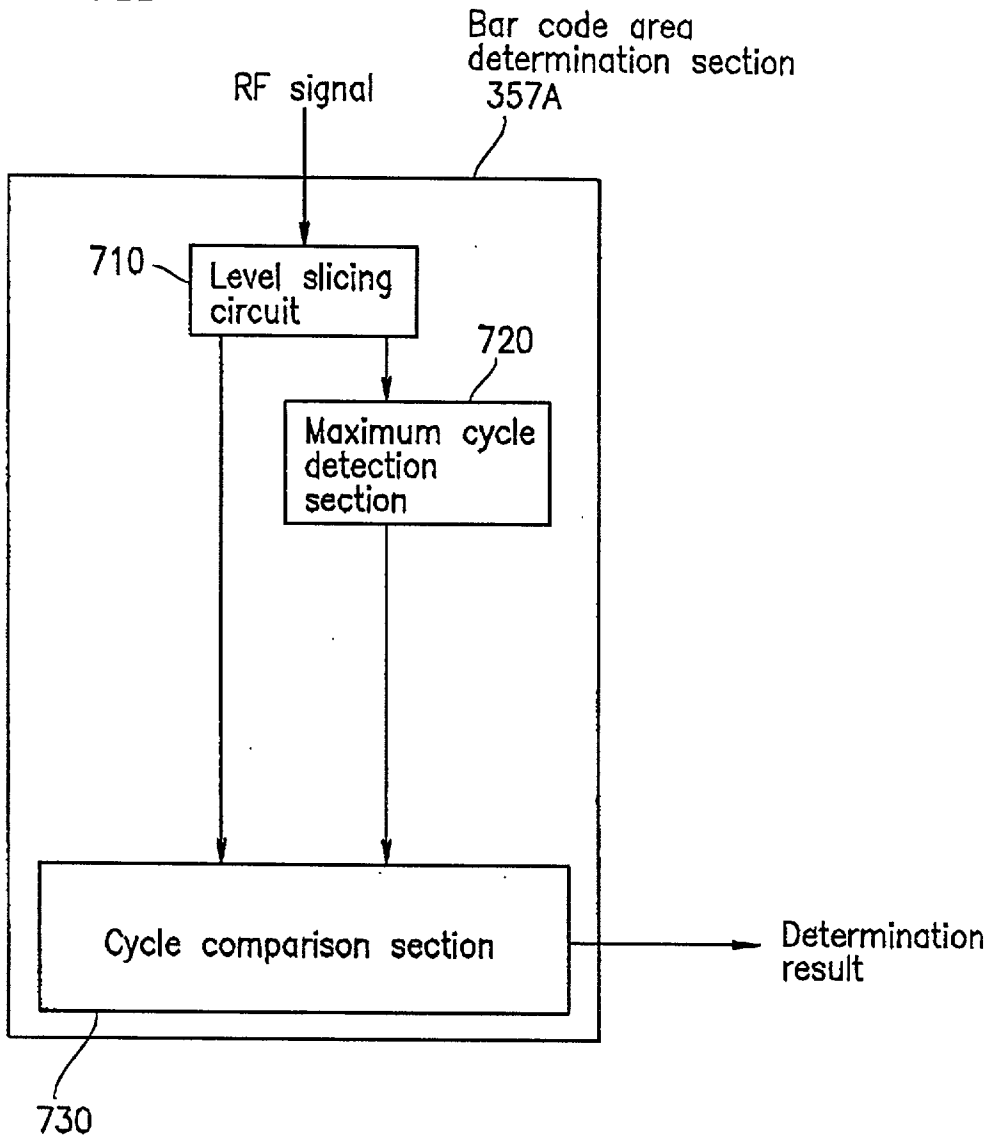 Bar code area
determination section
357A
RF signal
710
Level slicing
circuit
720
Maximum cycle
detection
section
Cycle comparison section
Determination
result
730